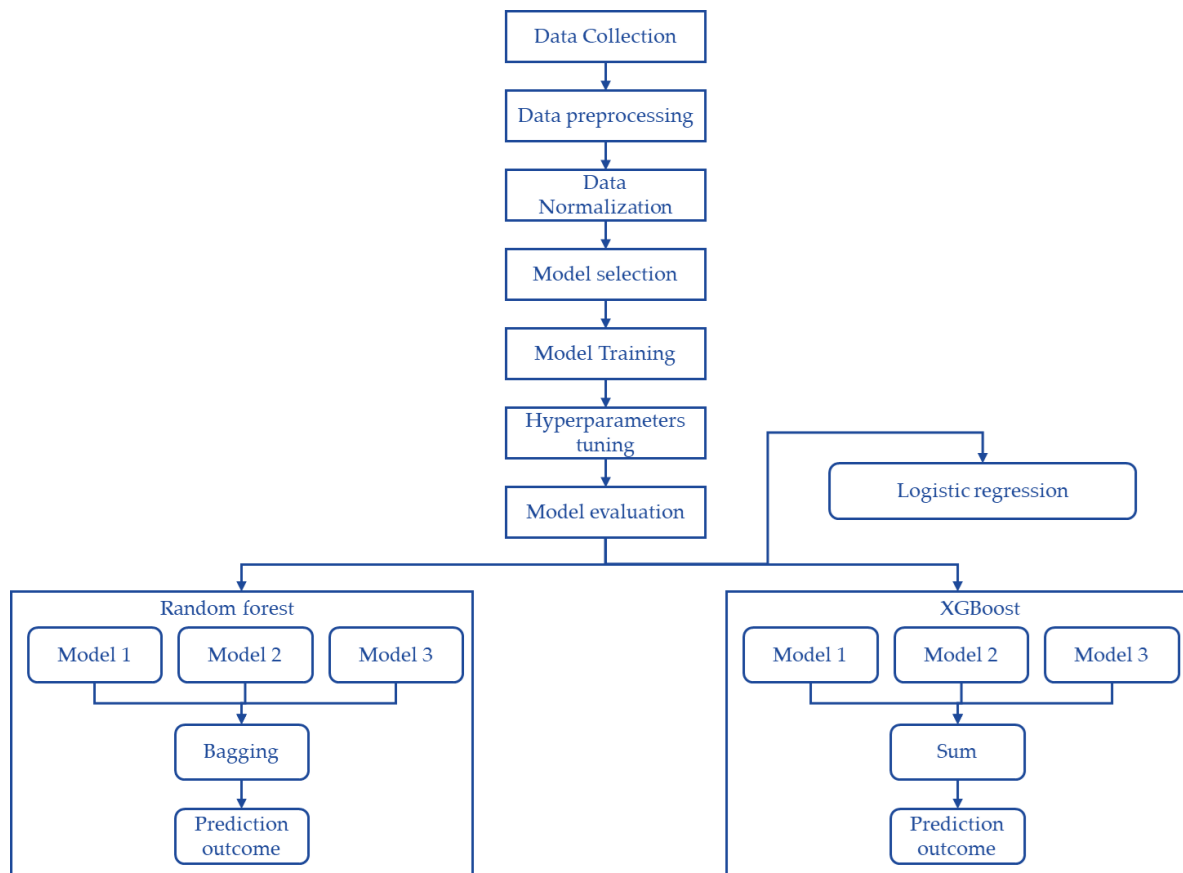 Data Collection
Data preprocessing
Data
Normalization
Model selection
Model Training
Hyperparameters
tuning
Logistic regression
Model evaluation
Random forest
Model 1
Model 2
Model 3
Bagging
Prediction
outcome
XGBoost
Model 1
Model 2
Model 3
Sum
Prediction
outcome